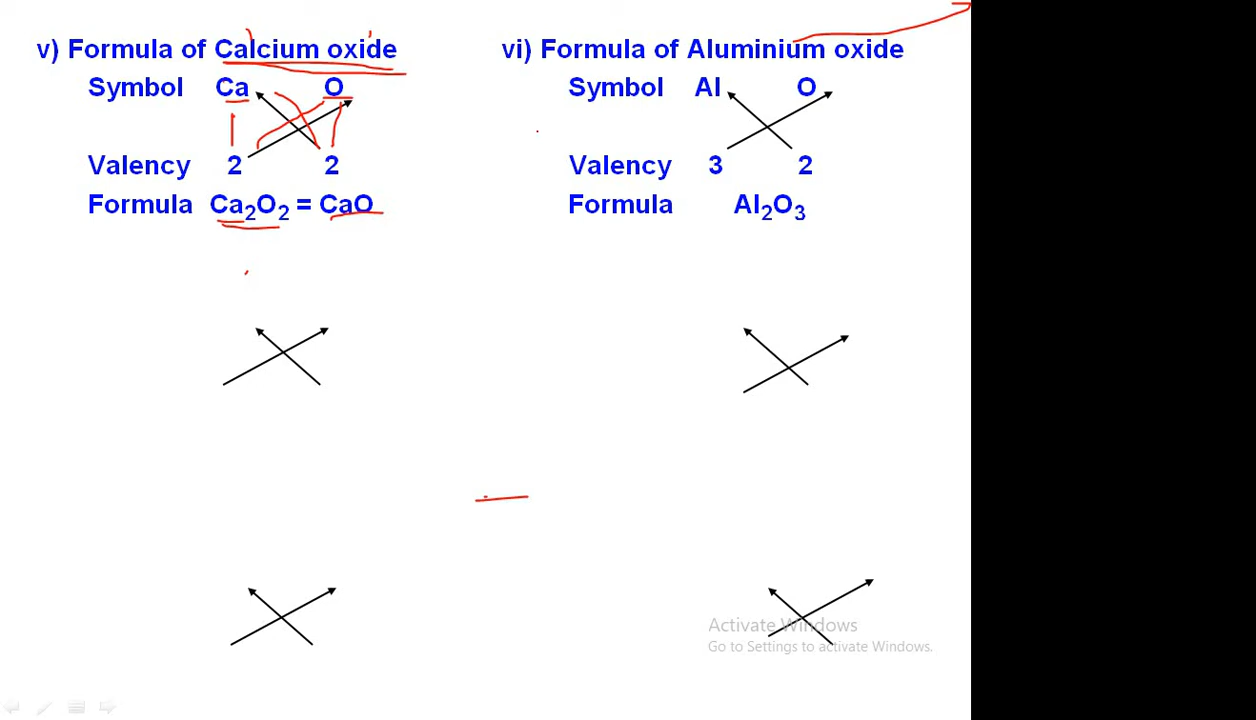 v) Formula of Calcium oxide
Symbol Ca O
Valency 2 2
Formula Ca₂O₂ = CaO
vi) Formula of Aluminium oxide
Symbol Al O
Valency 3 2
Formula Al₂O₃
Activate Windows
Go to Settings to activate Windows.